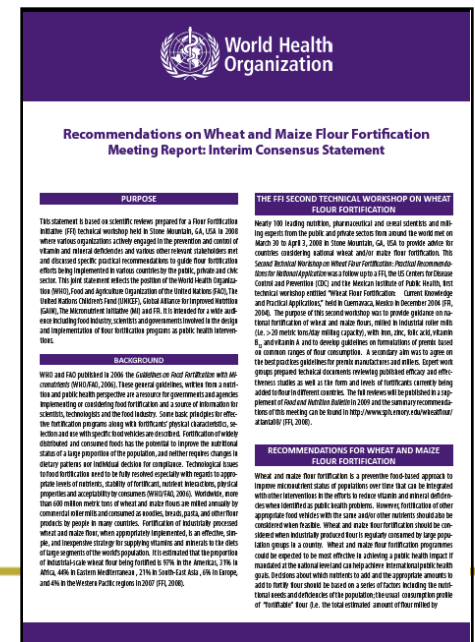 World Health
Organization
Recommendations on Wheat and Maize Flour Fortification
Meeting Report: Interim Consensus Statement
PURPOSE
This statement is based on scientific reviews prepared for a Flour Fortification
Initiative (FFI) technical workshop held in Stone Mountain, GA, USA in 2008
where various organizations actively engaged in the prevention and control of
vitamin and mineral deficiencies and various other relevant stakeholders met
and discussed specific practical recommendations to guide flour fortification
efforts being implemented in various countries by the public, private and civic
sector. This joint statement reflects the position of the World Health Organiza-
tion (WHO), Food and Agriculture Organization of the United Nations (FAO), The
United Nations Children's Fund (UNICEF), Global Alliance for Improved Nutrition
(GAIN), The Micronutrient Initiative (MI) and FFI. It is intended for a wide audi-
ence including food industry, scientists and governments involved in the design
and implementation of flour fortification programs as public health interven-
tions.
BACKGROUND
WHO and FAO published in 2006 the Guidelines on Food Fortification with Mi-
cronutrients (WHO/FAO, 2006). These general guidelines, written from a nutri-
tion and public health perspective are a resource for governments and agencies
implementing or considering food fortification and a source of information for
scientists, technologists and the food industry. Some basic principles for effec-
tive fortification programs along with fortificants' physical characteristics, se-
lection and use with specific food vehicles are described. Fortification of widely
distributed and consumed foods has the potential to improve the nutritional
status of a large proportion of the population, and neither requires changes in
dietary patterns nor individual decision for compliance. Technological issues
to food fortification need to be fully resolved especially with regards to appro-
priate levels of nutrients, stability of fortificant, nutrient interactions, physical
properties and acceptability by consumers (WHO/FAO, 2006). Worldwide, more
than 600 million metric tons of wheat and maize flours are milled annually by
commercial roller mills and consumed as noodles, breads, pasta, and other flour
products by people in many countries. Fortification of industrially processed
wheat and maize flour, when appropriately implemented, is an effective, sim-
ple, and inexpensive strategy for supplying vitamins and minerals to the diets
of large segments of the world's population. It is estimated that the proportion
of industrial-scale wheat flour being fortified is 97% in the Americas, 31% in
Africa, 44% in Eastern Mediterranean, 21% in South-East Asia, 6% in Europe,
and 4% in the Western Pacific regions in 2007 (FFI, 2008).
THE FFI SECOND TECHNICAL WORKSHOP ON WHEAT
FLOUR FORTIFICATION
Nearly 100 leading nutrition, pharmaceutical and cereal scientists and mill-
ing experts from the public and private sectors from around the world met on
March 30 to April 3, 2008 in Stone Mountain, GA, USA to provide advice for
countries considering national wheat and/or maize flour fortification. This
Second Technical Workshop on Wheat Flour Fortification: Practical Recommenda-
tions for National Application was a follow up to a FFI, the US Centers for Disease
Control and Prevention (CDC) and the Mexican Institute of Public Health, first
technical workshop entitled "Wheat Flour Fortification: Current Knowledge
and Practical Applications," held in Cuernavaca, Mexico in December 2004 (FFI,
2004). The purpose of this second workshop was to provide guidance on na-
tional fortification of wheat and maize flours, milled in industrial roller mills
(i.e. >20 metric tons/day milling capacity), with iron, zinc, folic acid, vitamin
B12 and vitamin A and to develop guidelines on formulations of premix based
on common ranges of flour consumption. A secondary aim was to agree on
the best practices guidelines for premix manufactures and millers. Expert work
groups prepared technical documents reviewing published efficacy and effec-
tiveness studies as well as the form and levels of fortificants currently being
added to flour in different countries. The full reviews will be published in a sup-
plement of Food and Nutrition Bulletin in 2009 and the summary recommenda-
tions of this meeting can be found in http://www.sph.emory.edu/wheatflour/
atlanta08/ (FFI, 2008).
RECOMMENDATIONS FOR WHEAT AND MAIZE
FLOUR FORTIFICATION
Wheat and maize flour fortification is a preventive food-based approach to
improve micronutrient status of populations over time that can be integrated
with other interventions in the efforts to reduce vitamin and mineral deficien-
cies when identified as public health problems. However, fortification of other
appropriate food vehicles with the same and/or other nutrients should also be
considered when feasible. Wheat and maize flour fortification should be con-
sidered when industrially produced flour is regularly consumed by large popu-
lation groups in a country. Wheat and maize flour fortification programmes
could be expected to be most effective in achieving a public health impact if
mandated at the national level and can help achieve international public health
goals. Decisions about which nutrients to add and the appropriate amounts to
add to fortify flour should be based on a series of factors including the nutri-
tional needs and deficiencies of the population; the usual consumption profile
of "fortifiable" flour (i.e. the total estimated amount of flour milled by